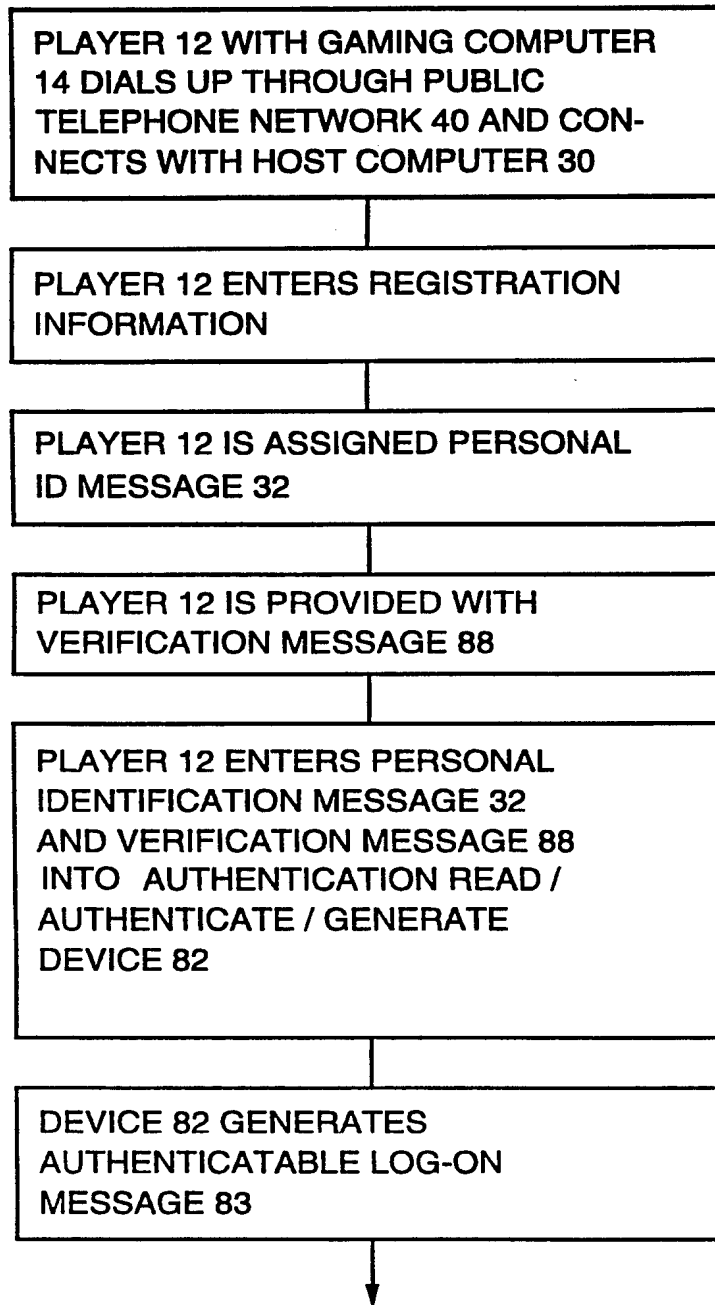 PLAYER 12 WITH GAMING COMPUTER
14 DIALS UP THROUGH PUBLIC
TELEPHONE NETWORK 40 AND CON-
NECTS WITH HOST COMPUTER 30
PLAYER 12 ENTERS REGISTRATION
INFORMATION
PLAYER 12 IS ASSIGNED PERSONAL
ID MESSAGE 32
PLAYER 12 IS PROVIDED WITH
VERIFICATION MESSAGE 88
PLAYER 12 ENTERS PERSONAL
IDENTIFICATION MESSAGE 32
AND VERIFICATION MESSAGE 88
INTO AUTHENTICATION READ /
AUTHENTICATE / GENERATE
DEVICE 82
DEVICE 82 GENERATES
AUTHENTICATABLE LOG-ON
MESSAGE 83